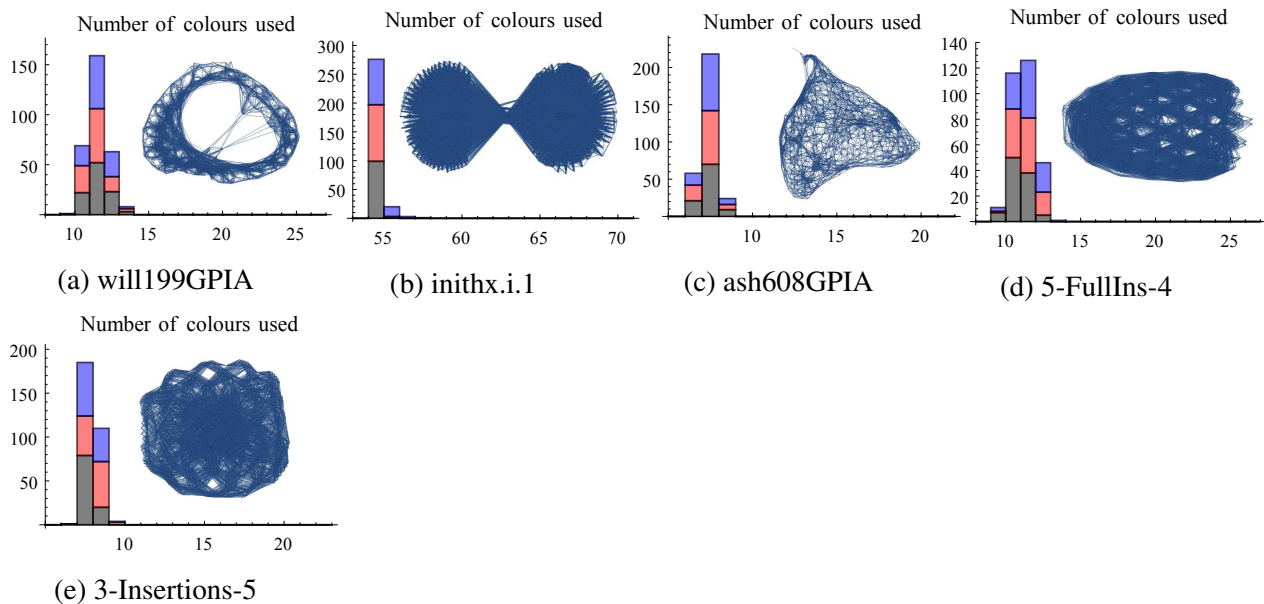 Number of colours used
150
100
50
10 15 20 25
(a) will199GPIA
Number of colours used
300
250
200
150
100
50
55 60 65 70
(b) inithx.i.1
Number of colours used
200
150
100
50
10 15 20
(c) ash608GPIA
Number of colours used
140
120
100
80
60
40
20
10 15 20 25
(d) 5-FullIns-4
Number of colours used
200
150
100
50
10 15 20
(e) 3-Insertions-5